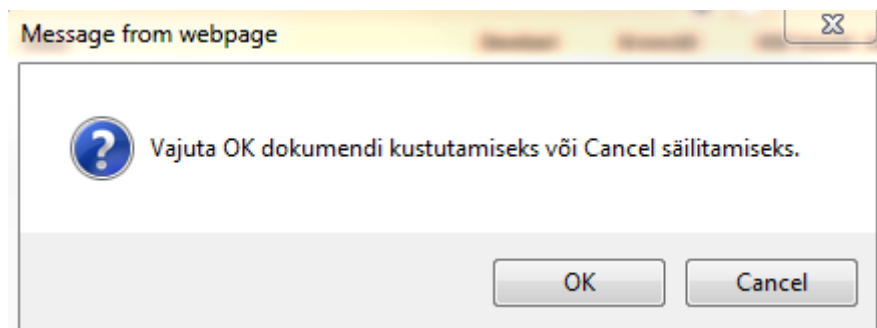 Message from webpage
Vajuta OK dokumendi kustutamiseks või Cancel säilitamiseks.
OK
Cancel